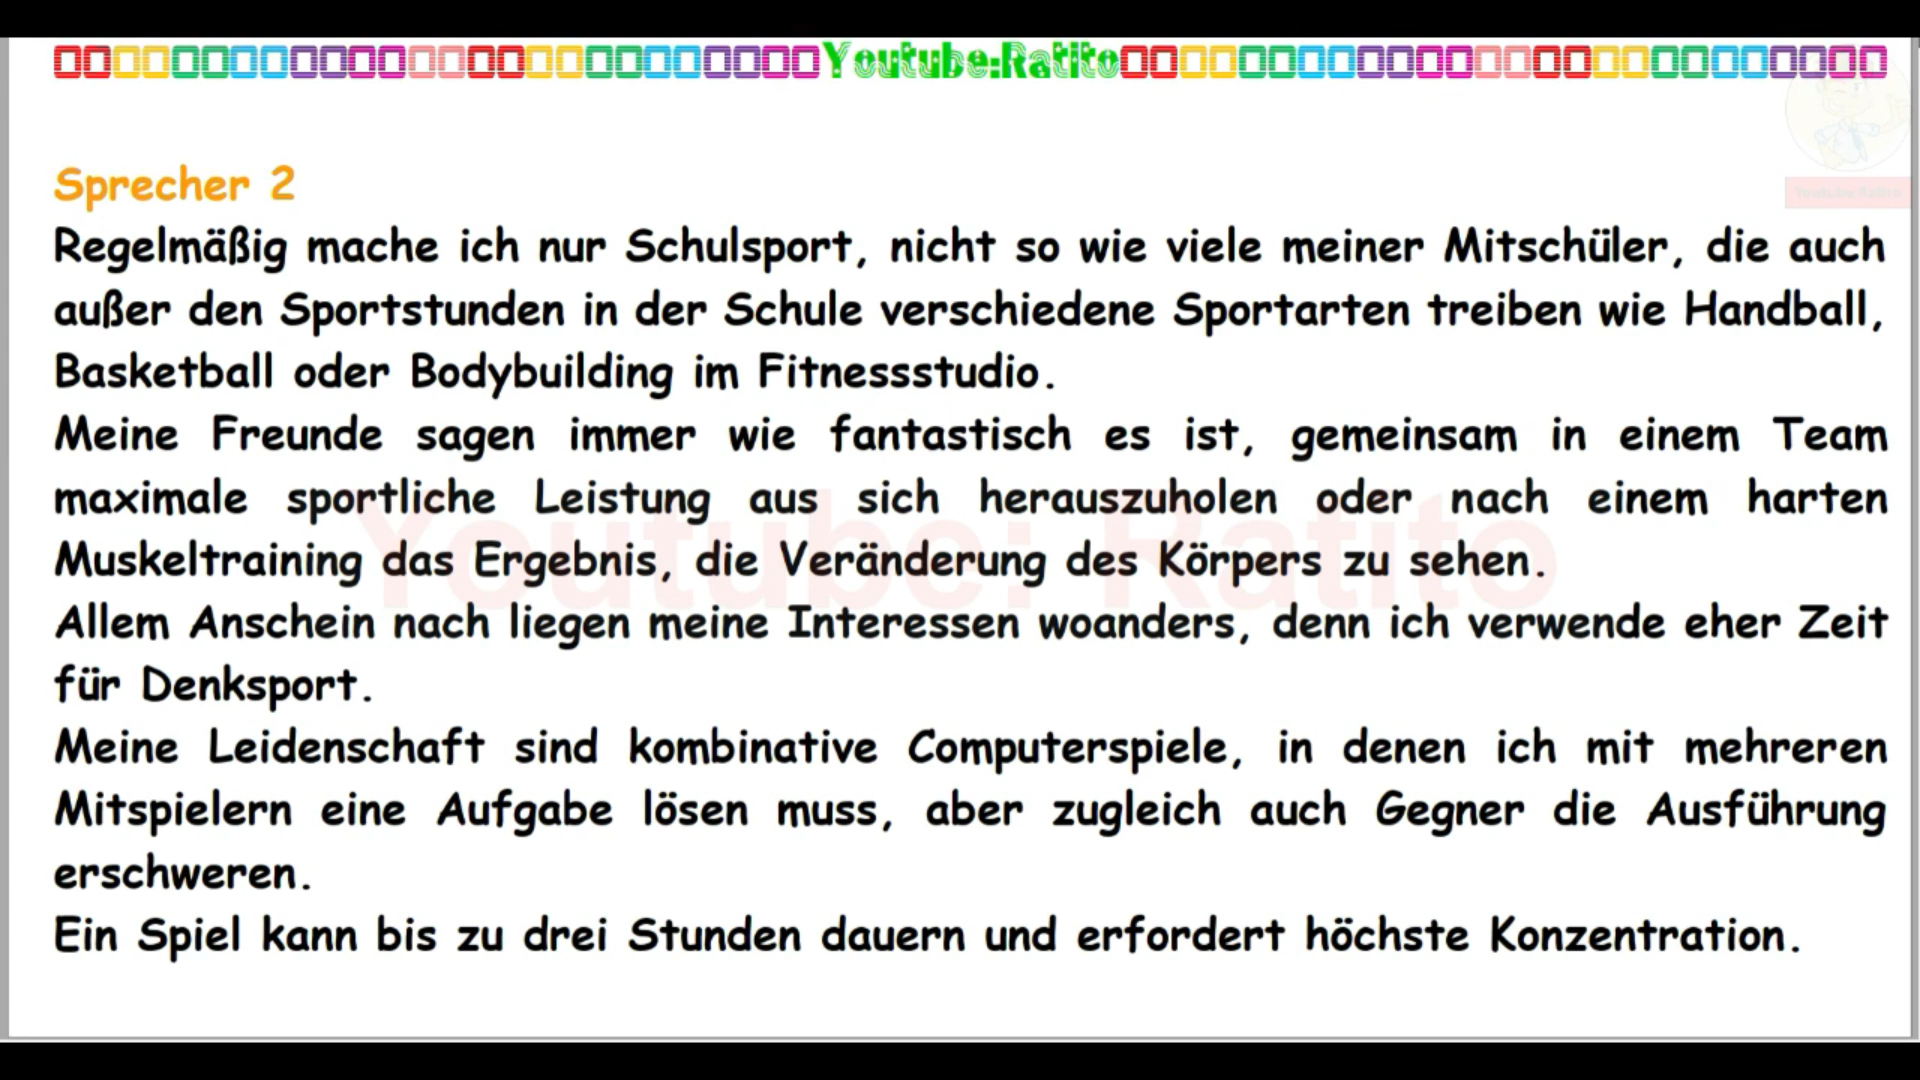 Youtube:Ratito
Youtube:Ratito
Sprecher 2
Regelmäßig mache ich nur Schulsport, nicht so wie viele meiner Mitschüler, die auch
außer den Sportstunden in der Schule verschiedene Sportarten treiben wie Handball,
Basketball oder Bodybuilding im Fitnessstudio.
Meine Freunde sagen immer wie fantastisch es ist, gemeinsam in einem Team
maximale sportliche Leistung aus sich herauszuholen oder nach einem harten
Muskeltraining das Ergebnis, die Veränderung des Körpers zu sehen.
Youtube: Ratito
Allem Anschein nach liegen meine Interessen woanders, denn ich verwende eher Zeit
für Denksport.
Meine Leidenschaft sind kombinative Computerspiele, in denen ich mit mehreren
Mitspielern eine Aufgabe lösen muss, aber zugleich auch Gegner die Ausführung
erschweren.
Ein Spiel kann bis zu drei Stunden dauern und erfordert höchste Konzentration.